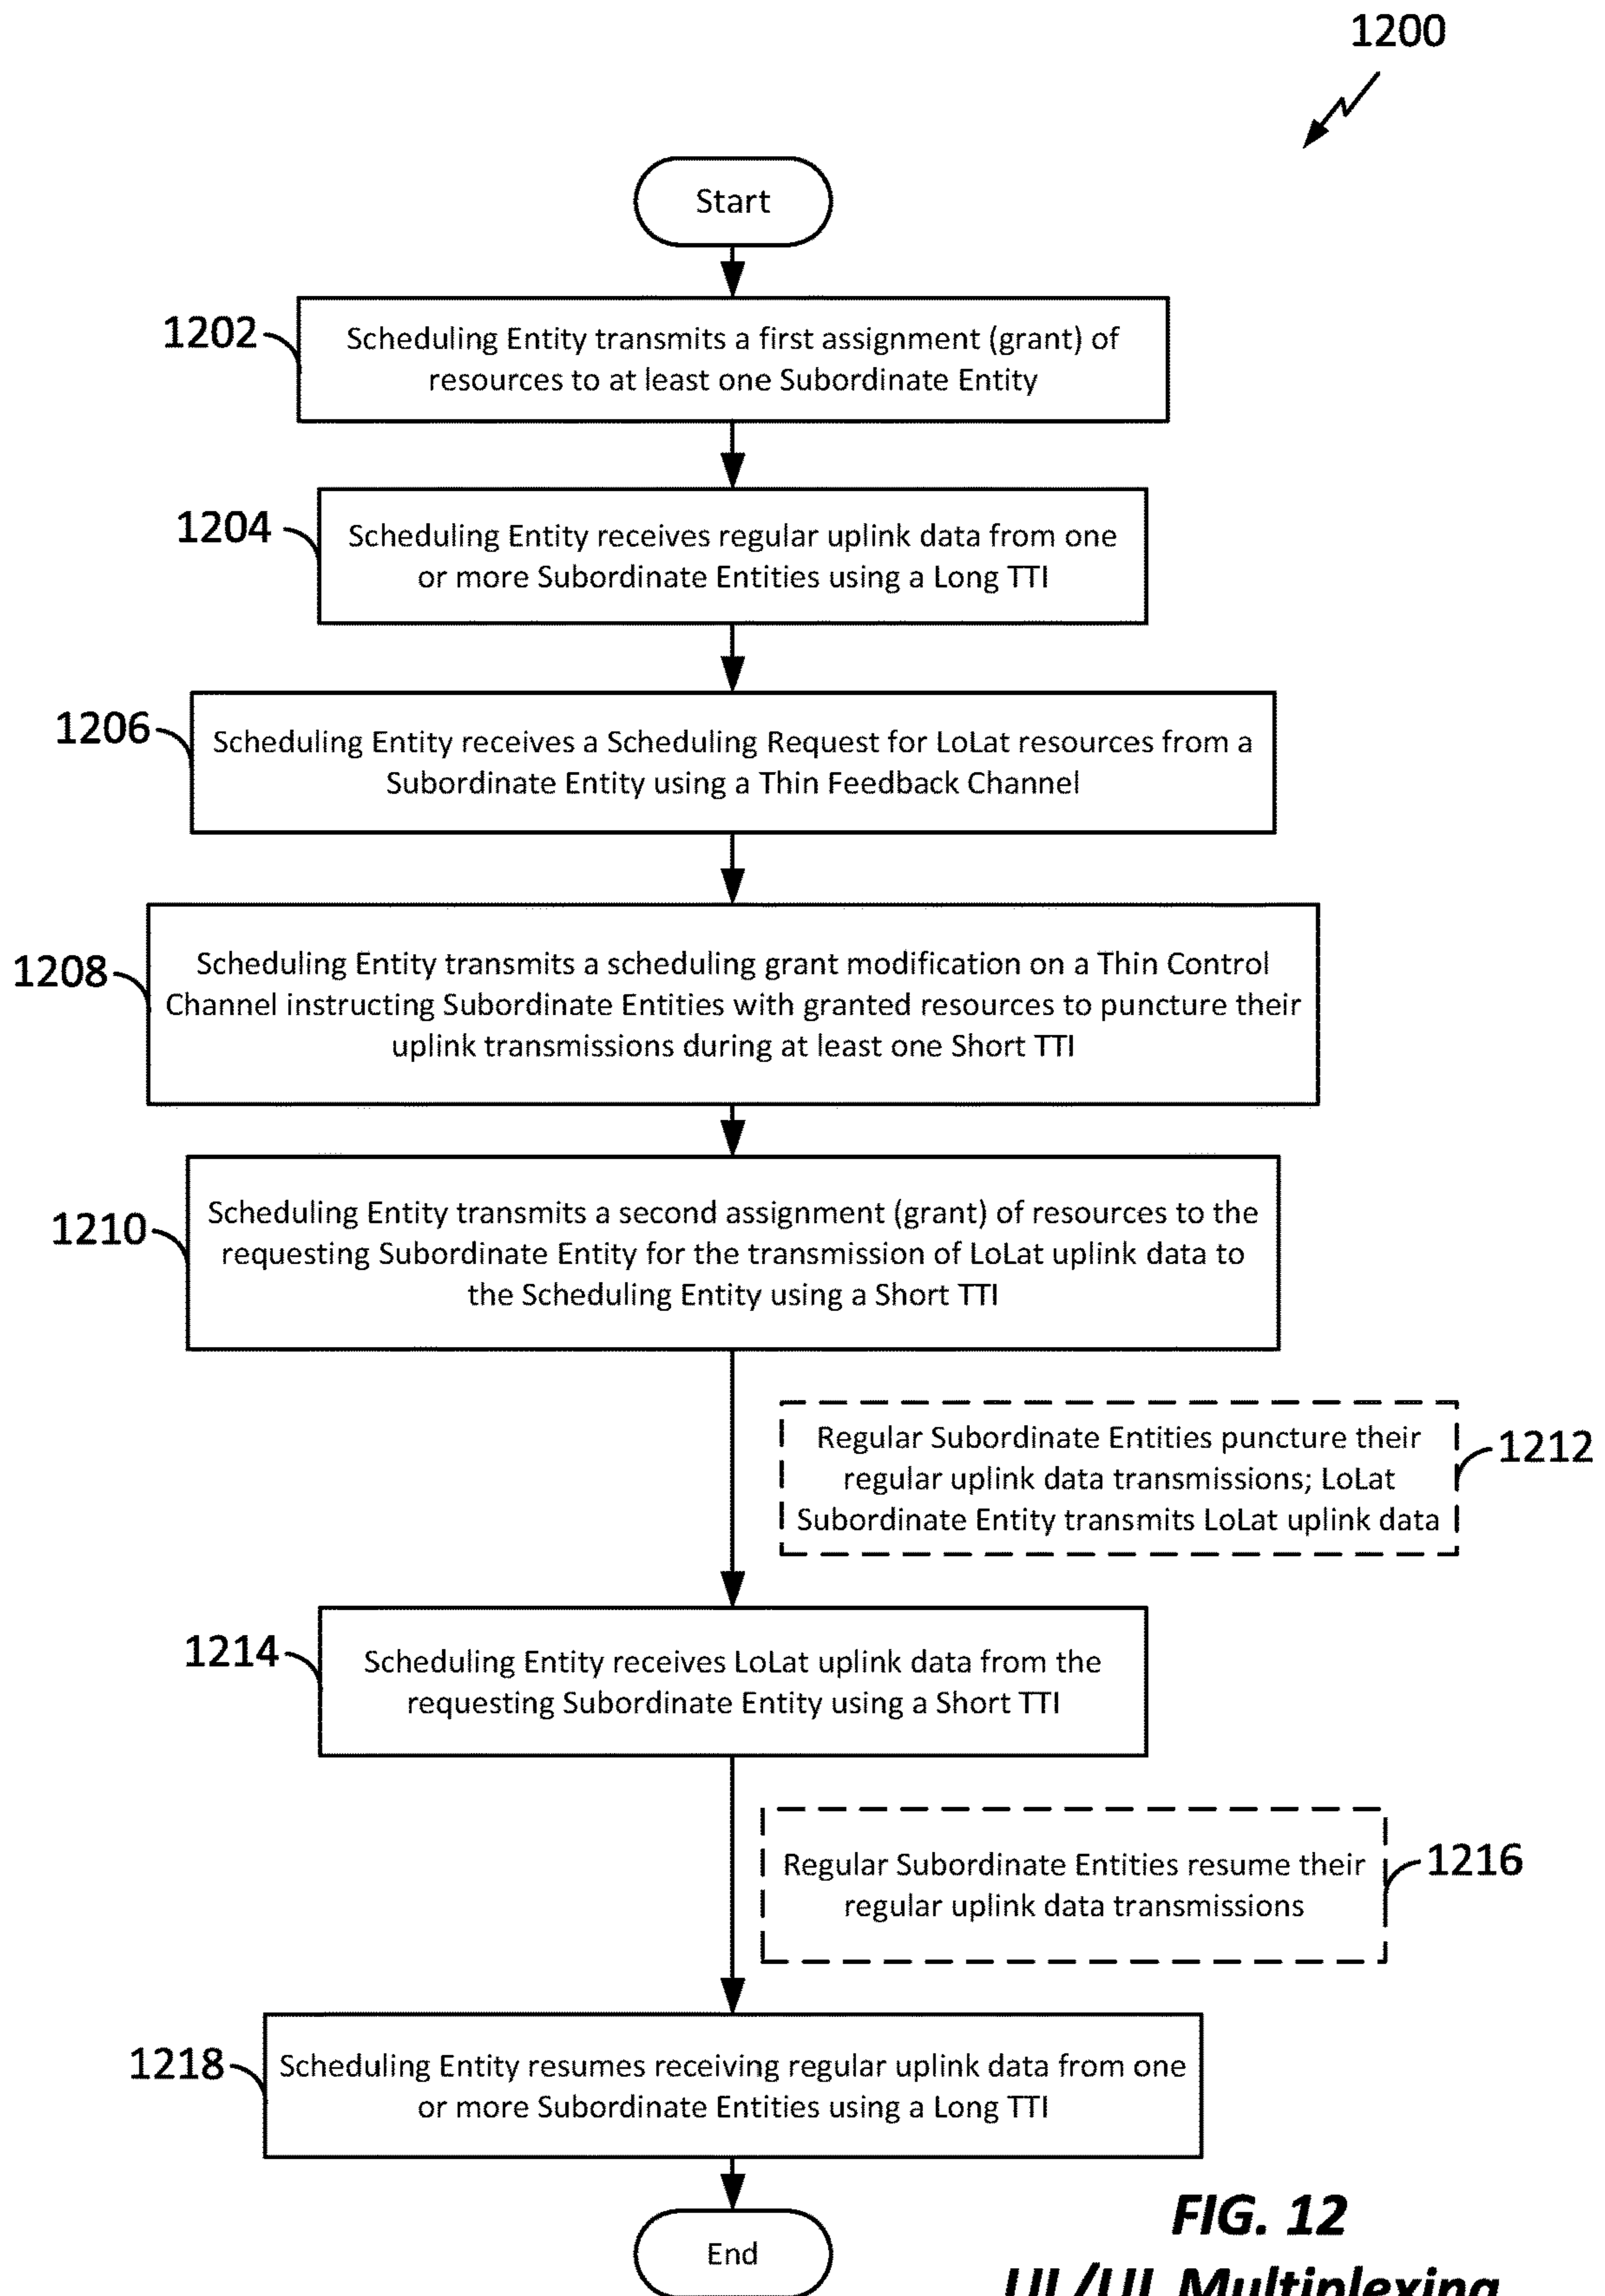 1200
Start
1202
Scheduling Entity transmits a first assignment (grant) of
resources to at least one Subordinate Entity
1204
Scheduling Entity receives regular uplink data from one
or more Subordinate Entities using a Long TTI
1206
Scheduling Entity receives a Scheduling Request for LoLat resources from a
Subordinate Entity using a Thin Feedback Channel
1208
Scheduling Entity transmits a scheduling grant modification on a Thin Control
Channel instructing Subordinate Entities with granted resources to puncture their
uplink transmissions during at least one Short TTI
1210
Scheduling Entity transmits a second assignment (grant) of resources to the
requesting Subordinate Entity for the transmission of LoLat uplink data to
the Scheduling Entity using a Short TTI
Regular Subordinate Entities puncture their
regular uplink data transmissions; LoLat
Subordinate Entity transmits LoLat uplink data
1212
1214
Scheduling Entity receives LoLat uplink data from the
requesting Subordinate Entity using a Short TTI
Regular Subordinate Entities resume their
regular uplink data transmissions
1216
1218
Scheduling Entity resumes receiving regular uplink data from one
or more Subordinate Entities using a Long TTI
End
FIG. 12
UL/UL Multiplexing